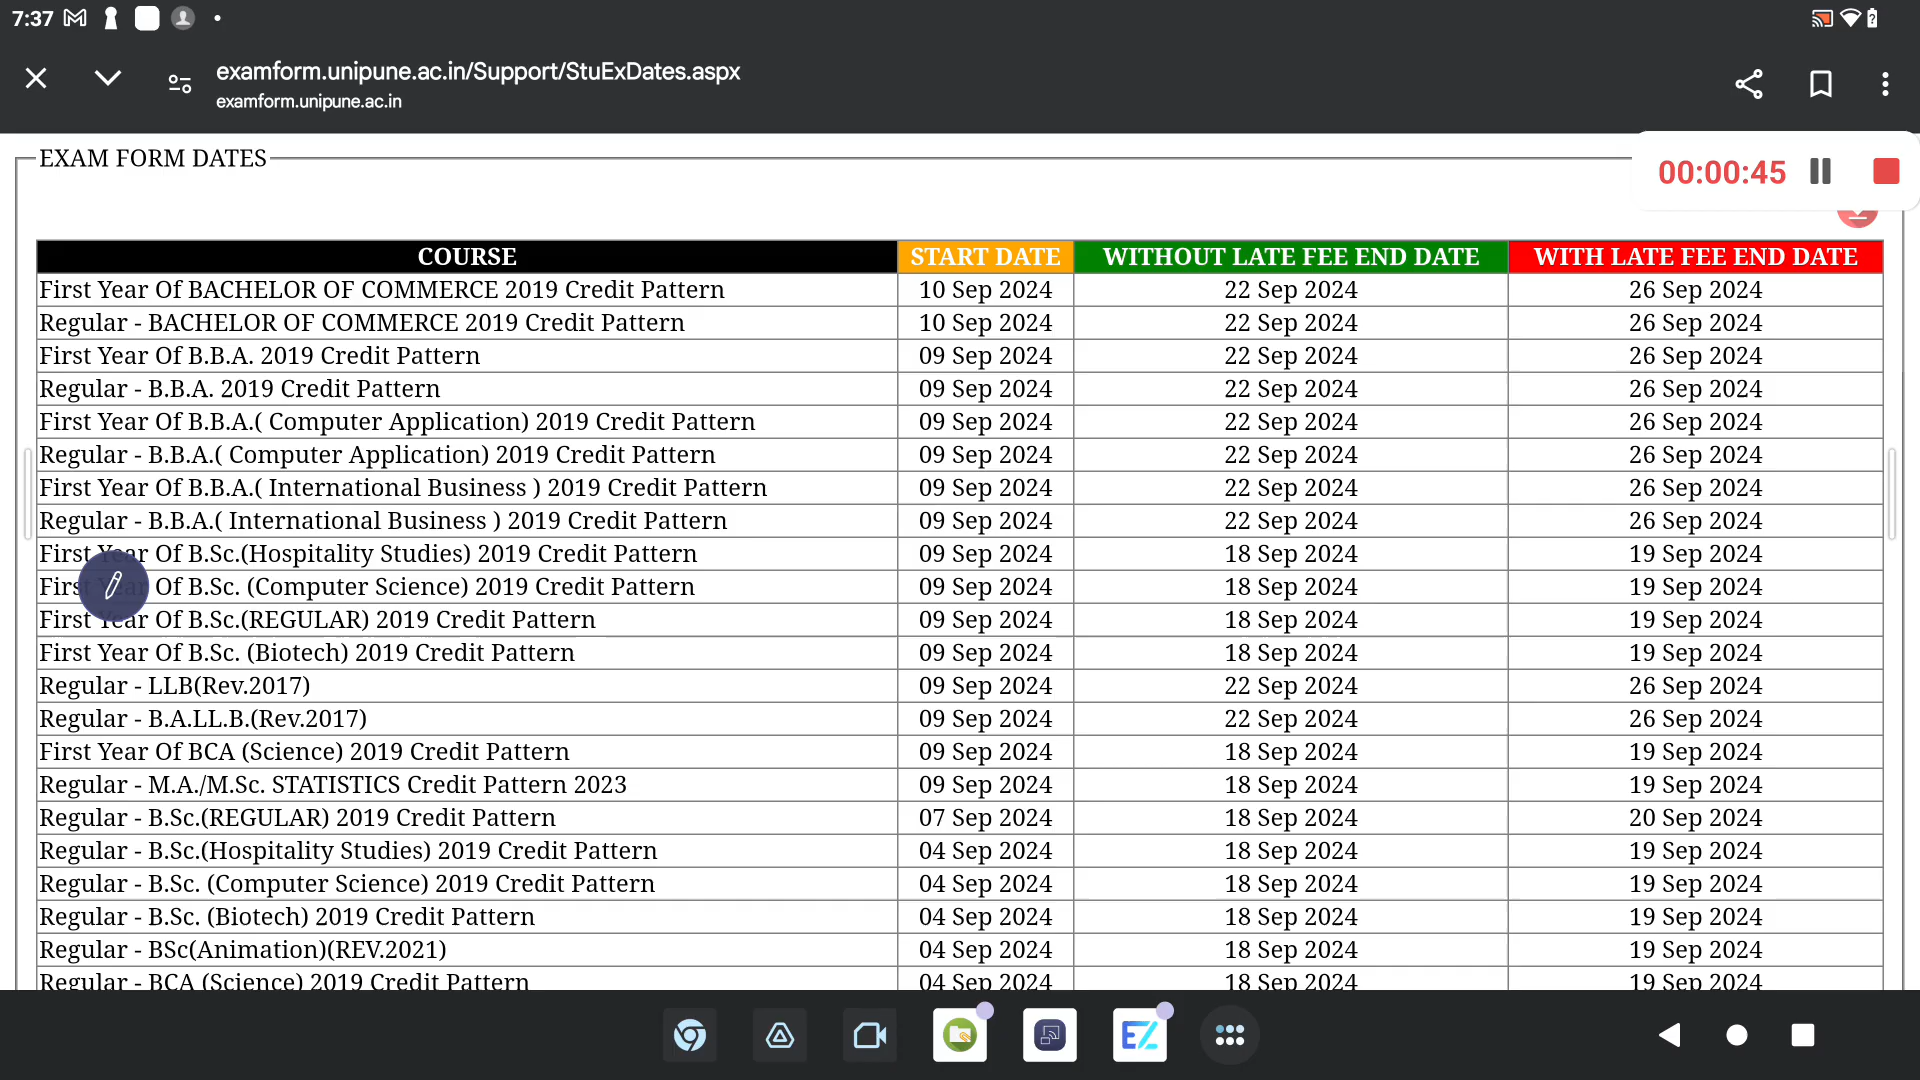 7:37
examform.unipune.ac.in/Support/StuExDates.aspx
examform.unipune.ac.in
EXAM FORM DATES
00:00:45
COURSE START DATE WITHOUT LATE FEE END DATE WITH LATE FEE END DATE
First Year Of BACHELOR OF COMMERCE 2019 Credit Pattern 10 Sep 2024 22 Sep 2024 26 Sep 2024
Regular - BACHELOR OF COMMERCE 2019 Credit Pattern 10 Sep 2024 22 Sep 2024 26 Sep 2024
First Year Of B.B.A. 2019 Credit Pattern 09 Sep 2024 22 Sep 2024 26 Sep 2024
Regular - B.B.A. 2019 Credit Pattern 09 Sep 2024 22 Sep 2024 26 Sep 2024
First Year Of B.B.A.( Computer Application) 2019 Credit Pattern 09 Sep 2024 22 Sep 2024 26 Sep 2024
Regular - B.B.A.( Computer Application) 2019 Credit Pattern 09 Sep 2024 22 Sep 2024 26 Sep 2024
First Year Of B.B.A.( International Business ) 2019 Credit Pattern 09 Sep 2024 22 Sep 2024 26 Sep 2024
Regular - B.B.A.( International Business ) 2019 Credit Pattern 09 Sep 2024 22 Sep 2024 26 Sep 2024
First Year Of B.Sc.(Hospitality Studies) 2019 Credit Pattern 09 Sep 2024 18 Sep 2024 19 Sep 2024
First Year Of B.Sc. (Computer Science) 2019 Credit Pattern 09 Sep 2024 18 Sep 2024 19 Sep 2024
First Year Of B.Sc.(REGULAR) 2019 Credit Pattern 09 Sep 2024 18 Sep 2024 19 Sep 2024
First Year Of B.Sc. (Biotech) 2019 Credit Pattern 09 Sep 2024 18 Sep 2024 19 Sep 2024
Regular - LLB(Rev.2017) 09 Sep 2024 22 Sep 2024 26 Sep 2024
Regular - B.A.LL.B.(Rev.2017) 09 Sep 2024 22 Sep 2024 26 Sep 2024
First Year Of BCA (Science) 2019 Credit Pattern 09 Sep 2024 18 Sep 2024 19 Sep 2024
Regular - M.A./M.Sc. STATISTICS Credit Pattern 2023 09 Sep 2024 18 Sep 2024 19 Sep 2024
Regular - B.Sc.(REGULAR) 2019 Credit Pattern 07 Sep 2024 18 Sep 2024 20 Sep 2024
Regular - B.Sc.(Hospitality Studies) 2019 Credit Pattern 04 Sep 2024 18 Sep 2024 19 Sep 2024
Regular - B.Sc. (Computer Science) 2019 Credit Pattern 04 Sep 2024 18 Sep 2024 19 Sep 2024
Regular - B.Sc. (Biotech) 2019 Credit Pattern 04 Sep 2024 18 Sep 2024 19 Sep 2024
Regular - BSc(Animation)(REV.2021) 04 Sep 2024 18 Sep 2024 19 Sep 2024
Regular - BCA (Science) 2019 Credit Pattern 04 Sep 2024 18 Sep 2024 19 Sep 2024
EZ